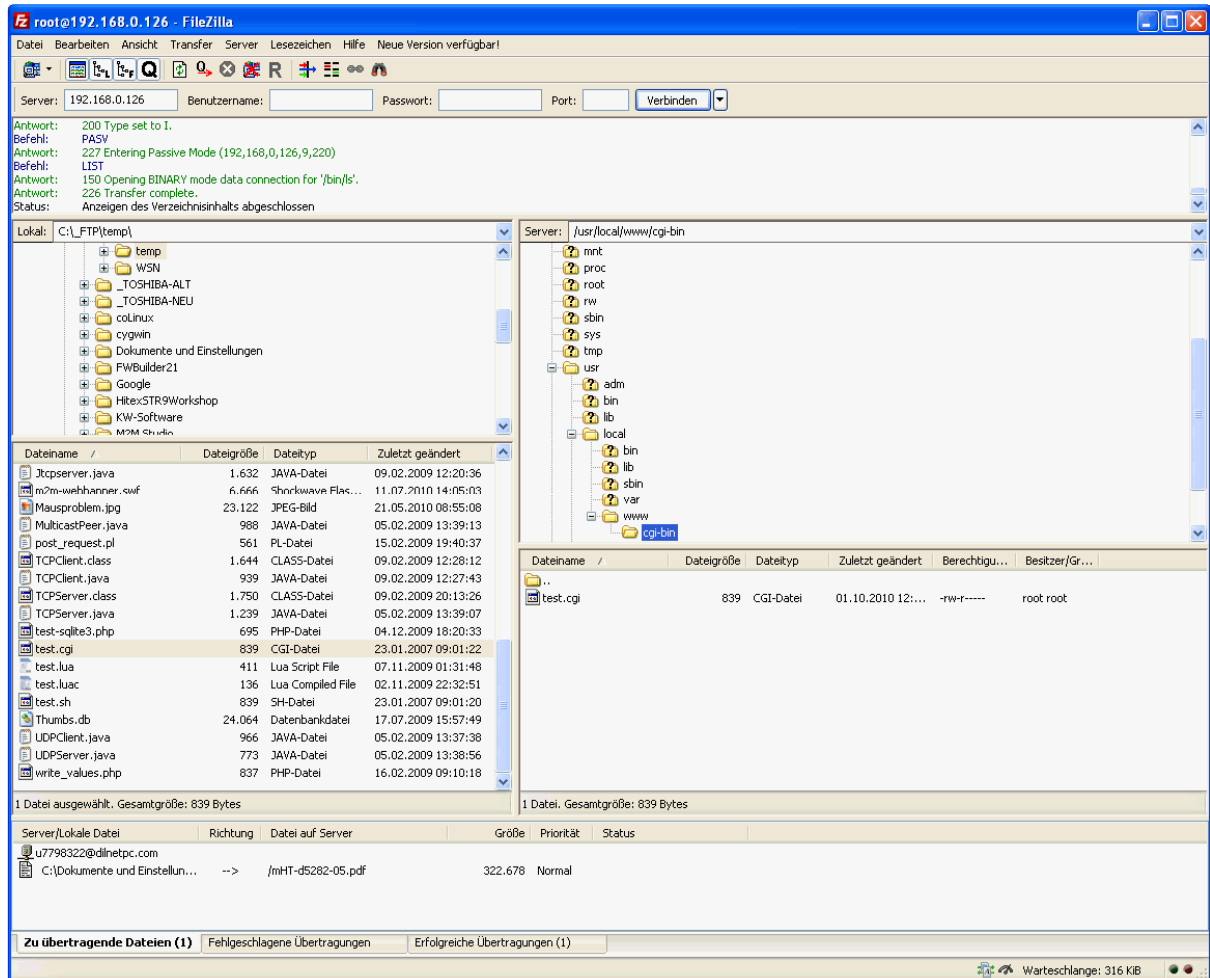 root@192.168.0.126 - FileZilla
Datei Bearbeiten Ansicht Transfer Server Lesezeichen Hilfe Neue Version verfügbar!
Server: 192.168.0.126 Benutzername: Passwort: Port: Verbinden
Antwort: 200 Type set to I.
Befehl: PASV
Antwort: 227 Entering Passive Mode (192,168,0,126,9,220)
Befehl: LIST
Antwort: 150 Opening BINARY mode data connection for '/bin/ls'.
Antwort: 226 Transfer complete.
Status: Anzeigen des Verzeichnisinhalts abgeschlossen
Lokal: C:\_FTP\temp\
temp
WSN
_TOSHIBA-ALT
_TOSHIBA-NEU
coLinux
cygwin
Dokumente und Einstellungen
FWBuilder21
Google
HitexSTR9Workshop
KW-Software
M2M Studio
Dateiname / Dateigröße Dateityp Zuletzt geändert
Jtcpserver.java 1.632 JAVA-Datei 09.02.2009 12:20:36
m2m-webbanner.swf 6.666 Shockwave Flas... 11.07.2010 14:05:03
Mausproblem.jpg 23.122 JPEG-Bild 21.05.2010 08:55:08
MulticastPeer.java 988 JAVA-Datei 05.02.2009 13:39:13
post_request.pl 561 PL-Datei 15.02.2009 19:40:37
TCPClient.class 1.644 CLASS-Datei 09.02.2009 12:28:12
TCPClient.java 939 JAVA-Datei 09.02.2009 12:27:43
TCPServer.class 1.750 CLASS-Datei 09.02.2009 20:13:26
TCPServer.java 1.239 JAVA-Datei 05.02.2009 13:39:07
test-sqlite3.php 695 PHP-Datei 04.12.2009 18:20:33
test.cgi 839 CGI-Datei 23.01.2007 09:01:22
test.lua 411 Lua Script File 07.11.2009 01:31:48
test.luac 136 Lua Compiled File 02.11.2009 22:32:51
test.sh 839 SH-Datei 23.01.2007 09:01:20
Thumbs.db 24.064 Datenbankdatei 17.07.2009 15:57:49
UDPClient.java 966 JAVA-Datei 05.02.2009 13:37:38
UDPServer.java 773 JAVA-Datei 05.02.2009 13:38:56
write_values.php 837 PHP-Datei 16.02.2009 09:10:18
1 Datei ausgewählt. Gesamtgröße: 839 Bytes
Server: /usr/local/www/cgi-bin
mnt
proc
root
rw
sbin
sys
tmp
usr
adm
bin
lib
local
bin
lib
sbin
var
www
cgi-bin
Dateiname / Dateigröße Dateityp Zuletzt geändert Berechtigu... Besitzer/Gr...
..
test.cgi 839 CGI-Datei 01.10.2010 12:... -rw-r----- root root
1 Datei. Gesamtgröße: 839 Bytes
Server/Lokale Datei Richtung Datei auf Server Größe Priorität Status
u7798322@dilnetpc.com
C:\Dokumente und Einstellun... --> /mHT-d5282-05.pdf 322.678 Normal
Zu übertragende Dateien (1) Fehlgeschlagene Übertragungen Erfolgreiche Übertragungen (1)
Warteschlange: 316 KiB